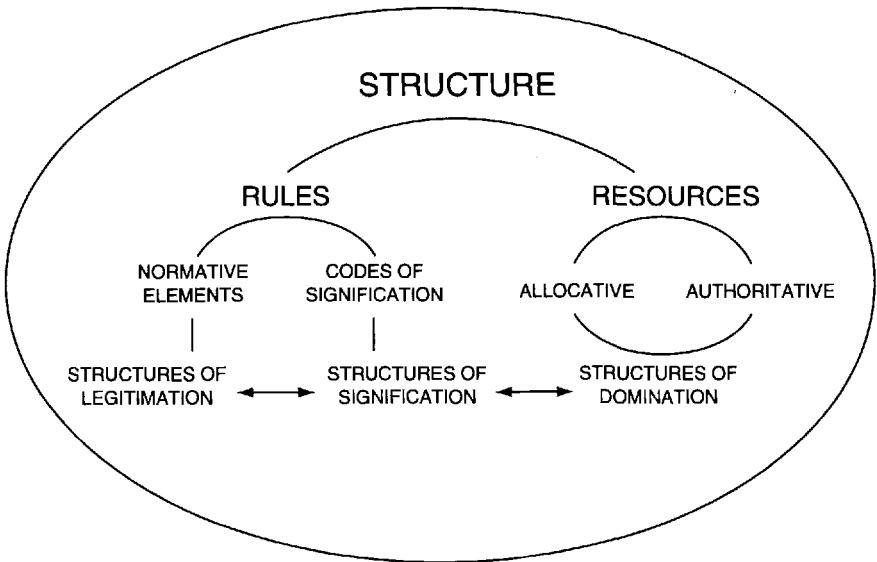 STRUCTURE
RULES
RESOURCES
NORMATIVE
ELEMENTS
CODES OF
SIGNIFICATION
ALLOCATIVE
AUTHORITATIVE
STRUCTURES OF
LEGITIMATION
STRUCTURES OF
SIGNIFICATION
STRUCTURES OF
DOMINATION